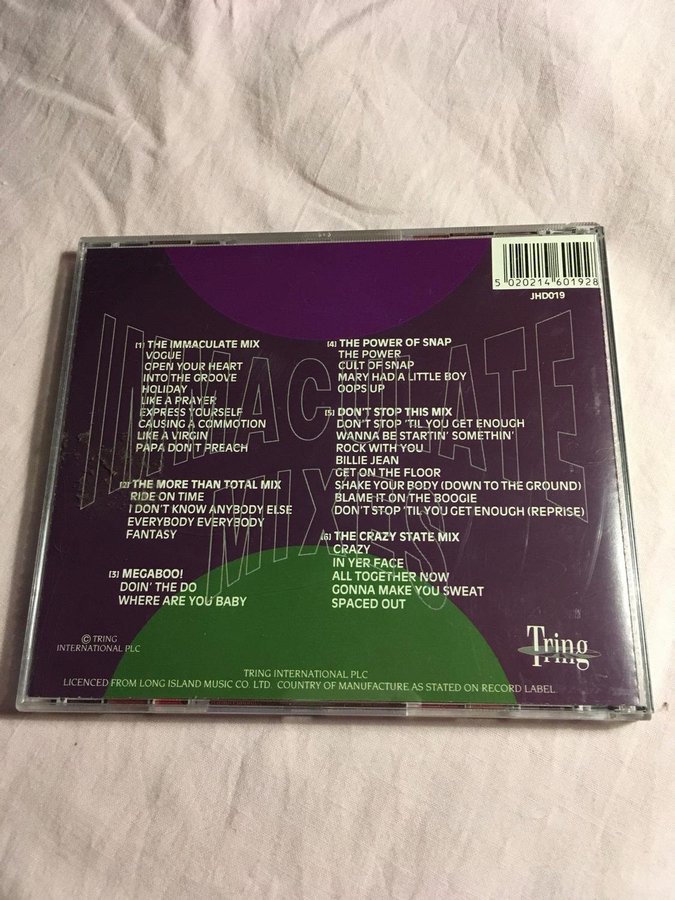 5 020214 601928
JHD019
IMMACULATE
MIXES
[1] THE IMMACULATE MIX
VOGUE
OPEN YOUR HEART
INTO THE GROOVE
HOLIDAY
LIKE A PRAYER
EXPRESS YOURSELF
CAUSING A COMMOTION
LIKE A VIRGIN
PAPA DON'T PREACH
[2] THE MORE THAN TOTAL MIX
RIDE ON TIME
I DON'T KNOW ANYBODY ELSE
EVERYBODY EVERYBODY
FANTASY
[3] MEGABOO!
DOIN' THE DO
WHERE ARE YOU BABY
[4] THE POWER OF SNAP
THE POWER
CULT OF SNAP
MARY HAD A LITTLE BOY
OOPS UP
[5] DON'T STOP THIS MIX
DON'T STOP 'TIL YOU GET ENOUGH
WANNA BE STARTIN' SOMETHIN'
ROCK WITH YOU
BILLIE JEAN
GET ON THE FLOOR
SHAKE YOUR BODY (DOWN TO THE GROUND)
BLAME IT ON THE BOOGIE
DON'T STOP 'TIL YOU GET ENOUGH (REPRISE)
[6] THE CRAZY STATE MIX
CRAZY
IN YER FACE
ALL TOGETHER NOW
GONNA MAKE YOU SWEAT
SPACED OUT
© TRING
INTERNATIONAL PLC
Tring
TRING INTERNATIONAL PLC
LICENCED FROM LONG ISLAND MUSIC CO. LTD. COUNTRY OF MANUFACTURE AS STATED ON RECORD LABEL